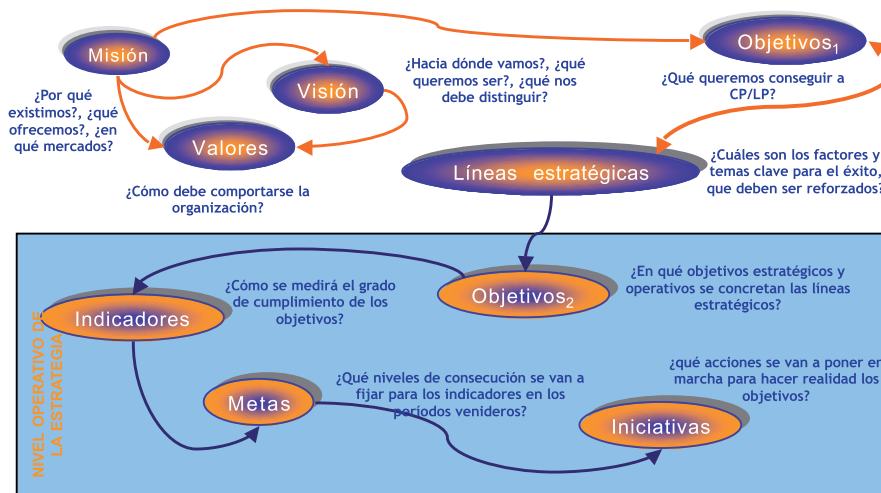 Misión
Objetivos1
¿Hacia dónde vamos?, ¿qué
queremos ser?, ¿qué nos
debe distinguir?
Visión
¿Qué queremos conseguir a
CP/LP?
¿Por qué
existimos?, ¿qué
ofrecemos?, ¿en
qué mercados?
Valores
Líneas estratégicas
¿Cuáles son los factores y
temas clave para el éxito,
que deben ser reforzados?
¿Cómo debe comportarse la
organización?
NIVEL OPERATIVO DE
LA ESTRATEGIA
¿Cómo se medirá el grado
de cumplimiento de los
objetivos?
Objetivos2
¿En qué objetivos estratégicos y
operativos se concretan las líneas
estratégicos?
Indicadores
¿Qué niveles de consecución se van a
fijar para los indicadores en los
períodos venideros?
Metas
¿qué acciones se van a poner en
marcha para hacer realidad los
objetivos?
Iniciativas